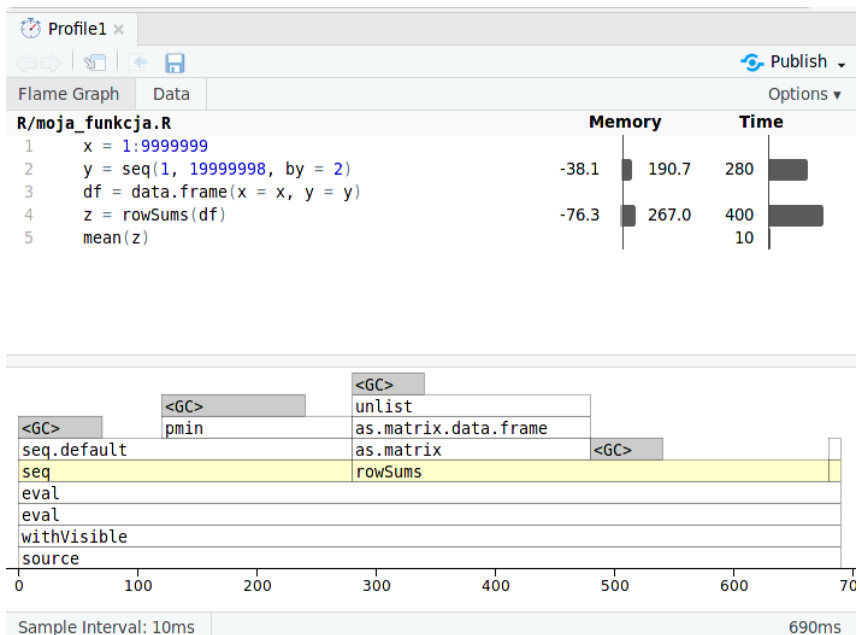 Profile1 ×
Publish
Flame Graph Data Options ▾
R/moja_funkcja.R Memory Time
1 x = 1:9999999
2 y = seq(1, 19999998, by = 2) -38.1 190.7 280
3 df = data.frame(x = x, y = y)
4 z = rowSums(df) -76.3 267.0 400
5 mean(z) 10
<GC>
<GC> unlist
<GC> pmin as.matrix.data.frame
seq.default as.matrix <GC>
seq rowSums
eval
eval
withVisible
source
0 100 200 300 400 500 600 70
Sample Interval: 10ms 690ms